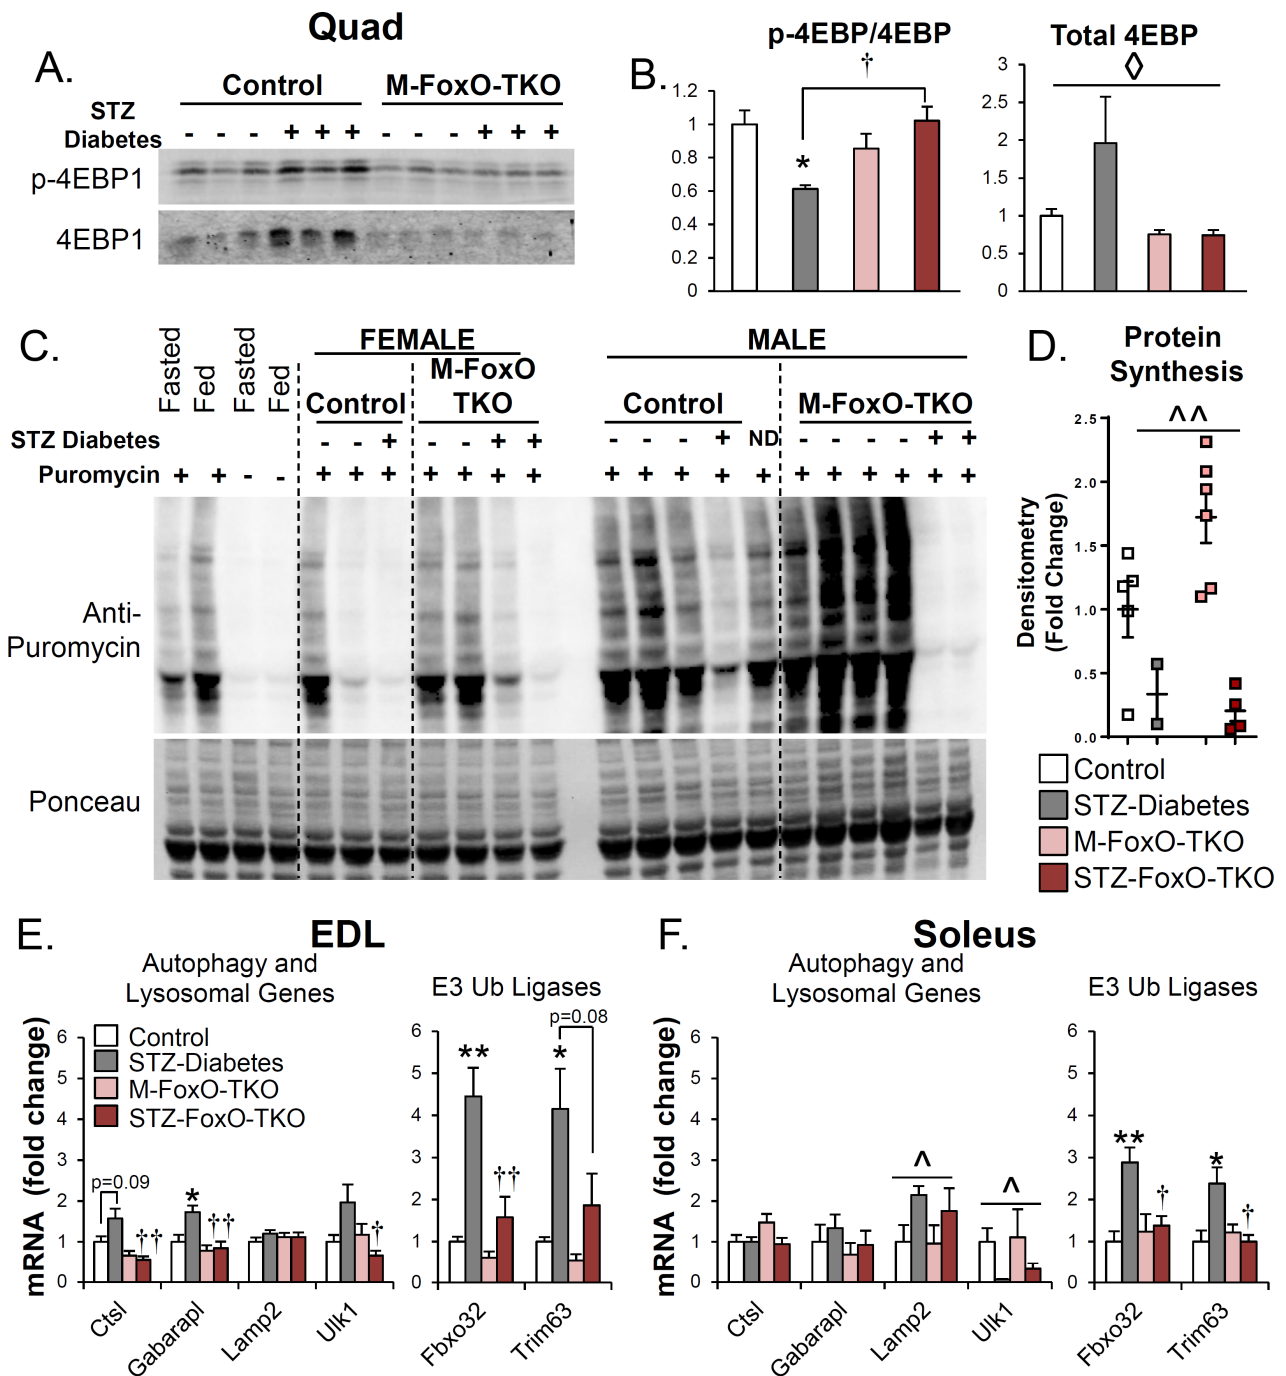 Quad
A.
Control M-FoxO-TKO
STZ
Diabetes - - - + + + - - - + + +
p-4EBP1
4EBP1
B.
p-4EBP/4EBP
†
1.2
1
0.8
0.6
0.4
0.2
0
*
Total 4EBP
◊
3
2.5
2
1.5
1
0.5
0
C.
Fasted
Fed
Fasted
Fed
FEMALE MALE
Control M-FoxO
TKO Control M-FoxO-TKO
STZ Diabetes - - + - - + + - - - + ND - - - - + +
Puromycin + + - - + + + + + + + + + + + + + + + + + +
Anti-
Puromycin
Ponceau
D.
Protein
Synthesis
^^
Densitometry
(Fold Change)
2.5
2.0
1.5
1.0
0.5
0.0
Control
STZ-Diabetes
M-FoxO-TKO
STZ-FoxO-TKO
E.
EDL
Autophagy and
Lysosomal Genes
E3 Ub Ligases
mRNA (fold change)
6
5
4
3
2
1
0
Control
STZ-Diabetes
M-FoxO-TKO
STZ-FoxO-TKO
p=0.09
††
*
††
†
Ctsl
Gabarapl
Lamp2
Ulk1
6
5
4
3
2
1
0
**
††
*
p=0.08
Fbxo32
Trim63
F.
Soleus
Autophagy and
Lysosomal Genes
E3 Ub Ligases
mRNA (fold change)
6
5
4
3
2
1
0
^
^
Ctsl
Gabarapl
Lamp2
Ulk1
6
5
4
3
2
1
0
**
†
*
†
Fbxo32
Trim63